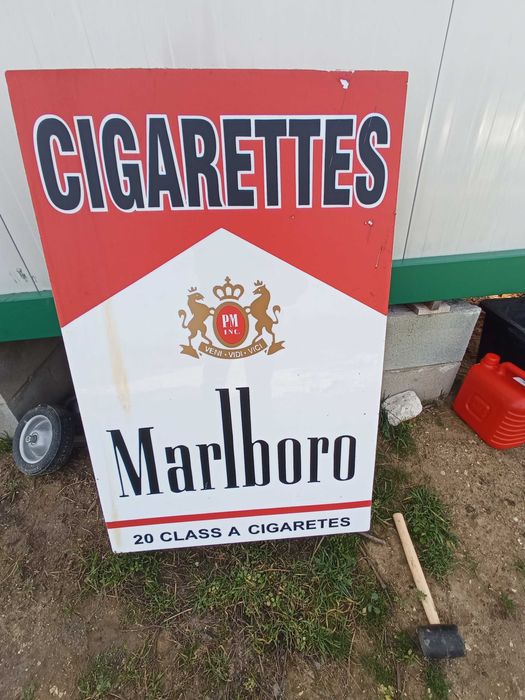 CIGARETTES
PM
INC.
VENI·VIDI·VICI
Marlboro
20 CLASS A CIGARETES